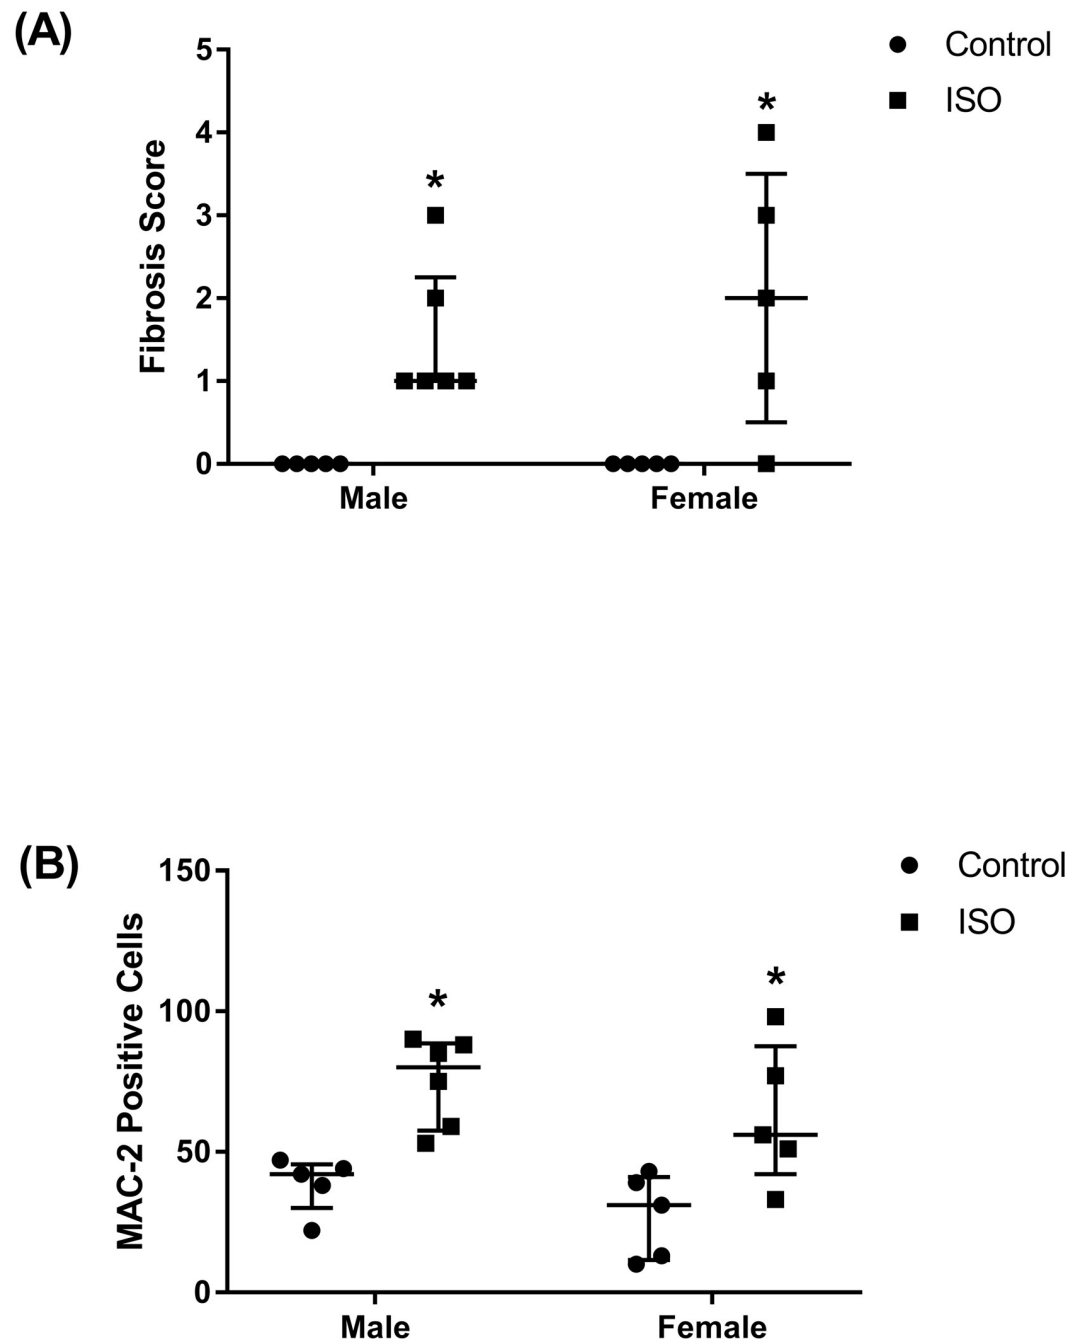 (A)
Control
ISO
Fibrosis Score
5
4
3
2
1
0
*
*
Male
Female
(B)
Control
ISO
MAC-2 Positive Cells
150
100
50
0
*
*
Male
Female